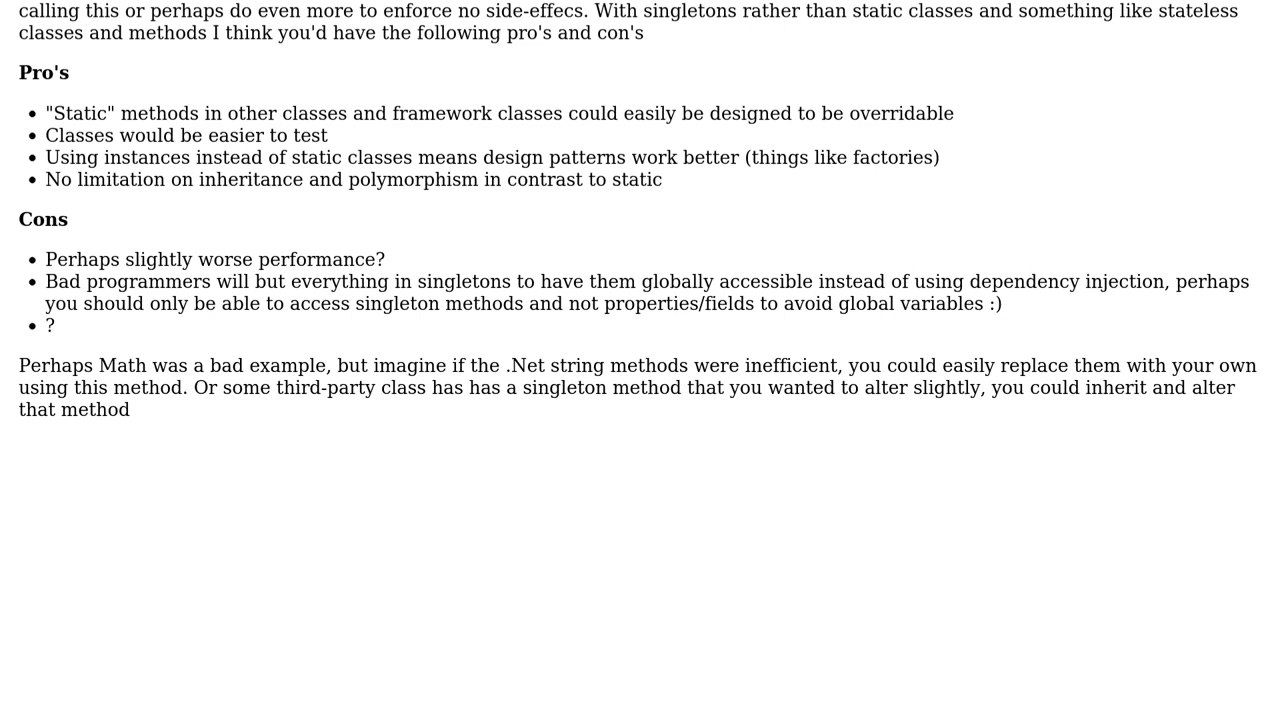 calling this or perhaps do even more to enforce no side-effecs. With singletons rather than static classes and something like stateless
classes and methods I think you'd have the following pro's and con's
Pro's
• "Static" methods in other classes and framework classes could easily be designed to be overridable
• Classes would be easier to test
• Using instances instead of static classes means design patterns work better (things like factories)
• No limitation on inheritance and polymorphism in contrast to static
Cons
• Perhaps slightly worse performance?
• Bad programmers will but everything in singletons to have them globally accessible instead of using dependency injection, perhaps
you should only be able to access singleton methods and not properties/fields to avoid global variables :)
• ?
Perhaps Math was a bad example, but imagine if the .Net string methods were inefficient, you could easily replace them with your own
using this method. Or some third-party class has has a singleton method that you wanted to alter slightly, you could inherit and alter
that method